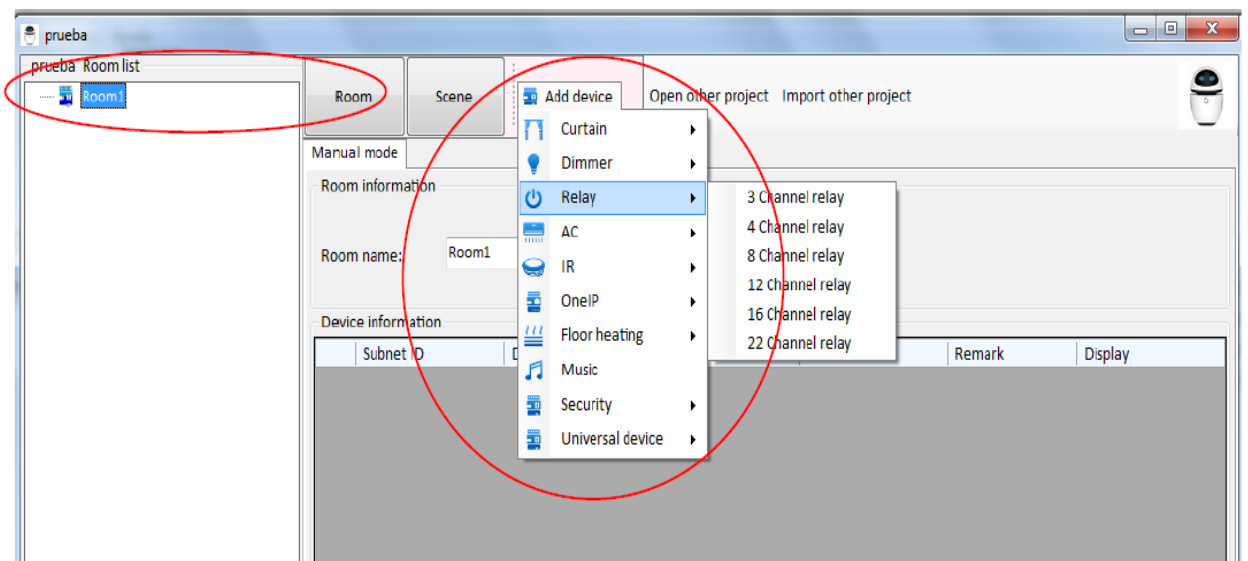 prueba
prueba Room list
Room1
Room
Scene
Add device
Open other project
Import other project
Curtain
Dimmer
Relay
AC
IR
OneIP
Floor heating
Music
Security
Universal device
3 Channel relay
4 Channel relay
8 Channel relay
12 Channel relay
16 Channel relay
22 Channel relay
Manual mode
Room information
Room name:
Room1
Device information
Subnet ID
Remark
Display